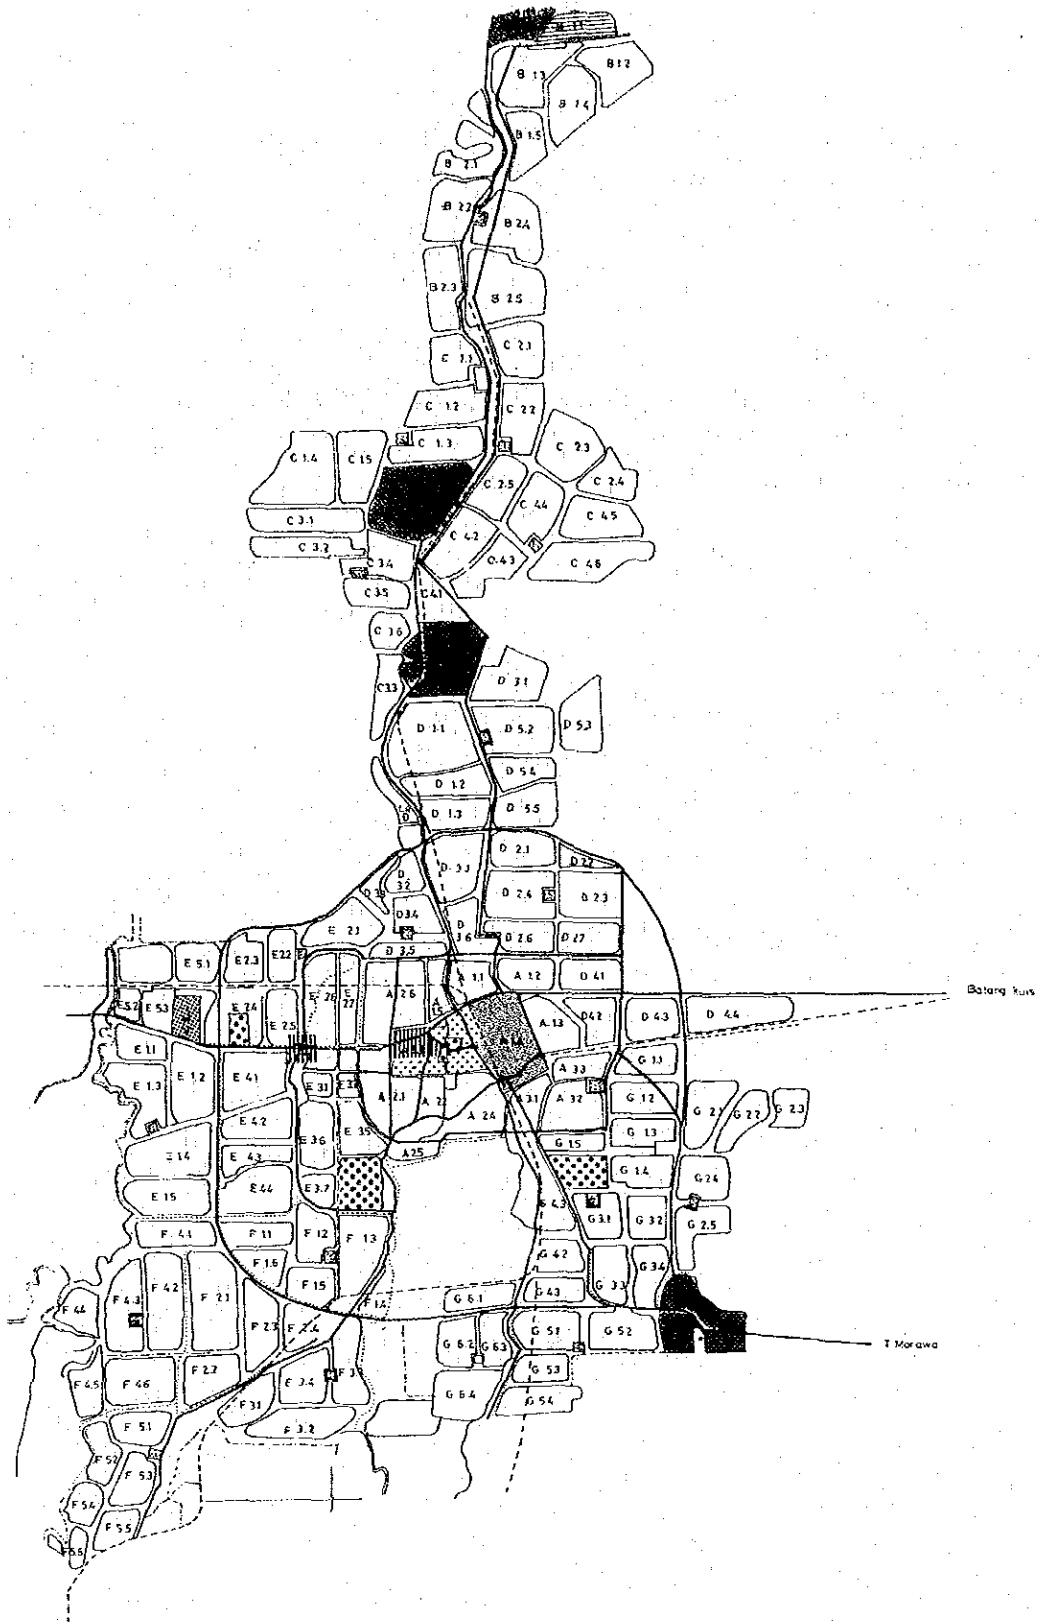 B 1.3
B 1.2
B 1.4
B 1.5
B 2.1
B 2.2
B 2.4
B 2.3
B 2.5
C 2.1
C 1.2
C 2.2
C 1.3
C 2.3
C 1.5
C 2.4
C 2.5
C 4.4
C 4.5
C 3.1
C 4.2
C 3.2
C 3.4
C 4.3
C 4.6
C 3.5
C 4.1
C 3.6
C 3.3
D 1.1
D 5.2
D 5.3
D 5.4
D 1.2
D 1.3
D 5.5
D 2.1
D 2.2
D 3.2
D 2.4
D 2.3
D 3.4
E 2.1
D 3.6
D 2.6
D 2.7
D 3.5
E 5.1
E 2.3
E 2.2
E 2.6
E 2.7
A 2.6
A 1.1
A 1.2
D 4.1
Batang Kuis
E 5.2
E 5.3
E 2.4
E 2.5
A 1.3
D 4.2
D 4.3
D 4.4
E 1.1
E 1.2
E 1.3
E 4.1
E 3.1
A 2.1
A 2.2
A 3.3
G 1.1
A 3.1
A 3.2
G 1.2
G 2.1
G 2.2
G 2.3
E 4.2
E 3.6
E 3.5
A 2.4
G 1.3
E 1.4
E 4.3
A 2.5
G 1.5
G 1.4
G 2.4
E 1.5
E 4.4
E 3.7
G 3.1
G 3.2
G 2.5
F 4.1
F 1.1
F 1.2
F 1.3
G 4.2
G 3.3
G 3.4
F 1.6
F 1.5
F 4.4
F 4.3
F 4.2
F 2.1
F 1.4
G 6.1
G 4.3
F 2.3
F 2.4
G 6.2
G 6.3
G 5.1
G 5.2
T Morawa
F 4.5
F 4.6
F 2.2
E 3.4
G 5.3
F 3.1
G 6.4
G 5.4
F 5.1
F 3.2
F 5.2
F 5.3
F 5.4
F 5.5
F 5.6